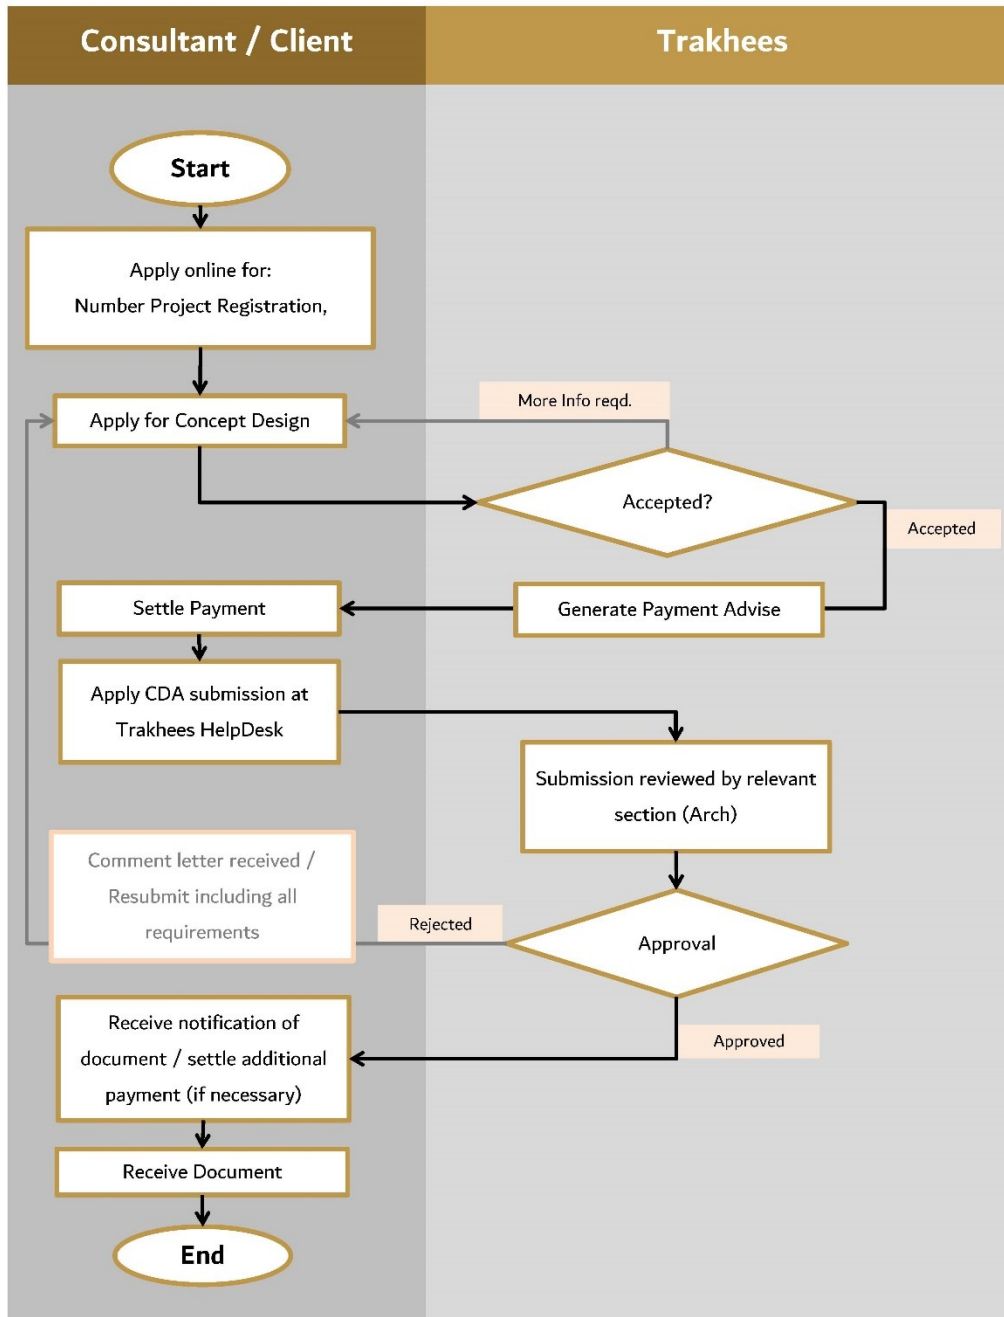 Consultant / Client
Trakhees
Start
Apply online for:
Number Project Registration,
More Info reqd.
Apply for Concept Design
Accepted?
Accepted
Settle Payment
Generate Payment Advise
Apply CDA submission at
Trakhees HelpDesk
Submission reviewed by relevant
section (Arch)
Comment letter received /
Resubmit including all
requirements
Rejected
Approval
Receive notification of
document / settle additional
payment (if necessary)
Approved
Receive Document
End